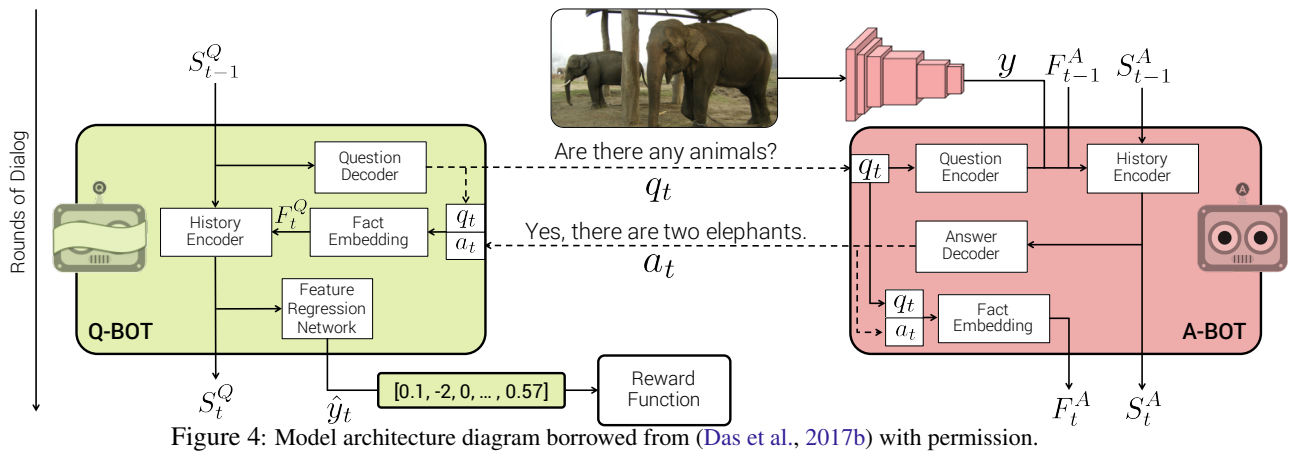 Rounds of Dialog
S^Q_{t-1}
Question
Decoder
History
Encoder
F^Q_t
Fact
Embedding
q_t
a_t
Feature
Regression
Network
Q-BOT
Q
S^Q_t
ŷ_t
[0.1, -2, 0, ... , 0.57]
Reward
Function
Are there any animals?
q_t
Yes, there are two elephants.
a_t
y
F^A_{t-1}
S^A_{t-1}
q_t
Question
Encoder
History
Encoder
Answer
Decoder
q_t
a_t
Fact
Embedding
A
A-BOT
F^A_t
S^A_t
Figure 4: Model architecture diagram borrowed from (Das et al., 2017b) with permission.